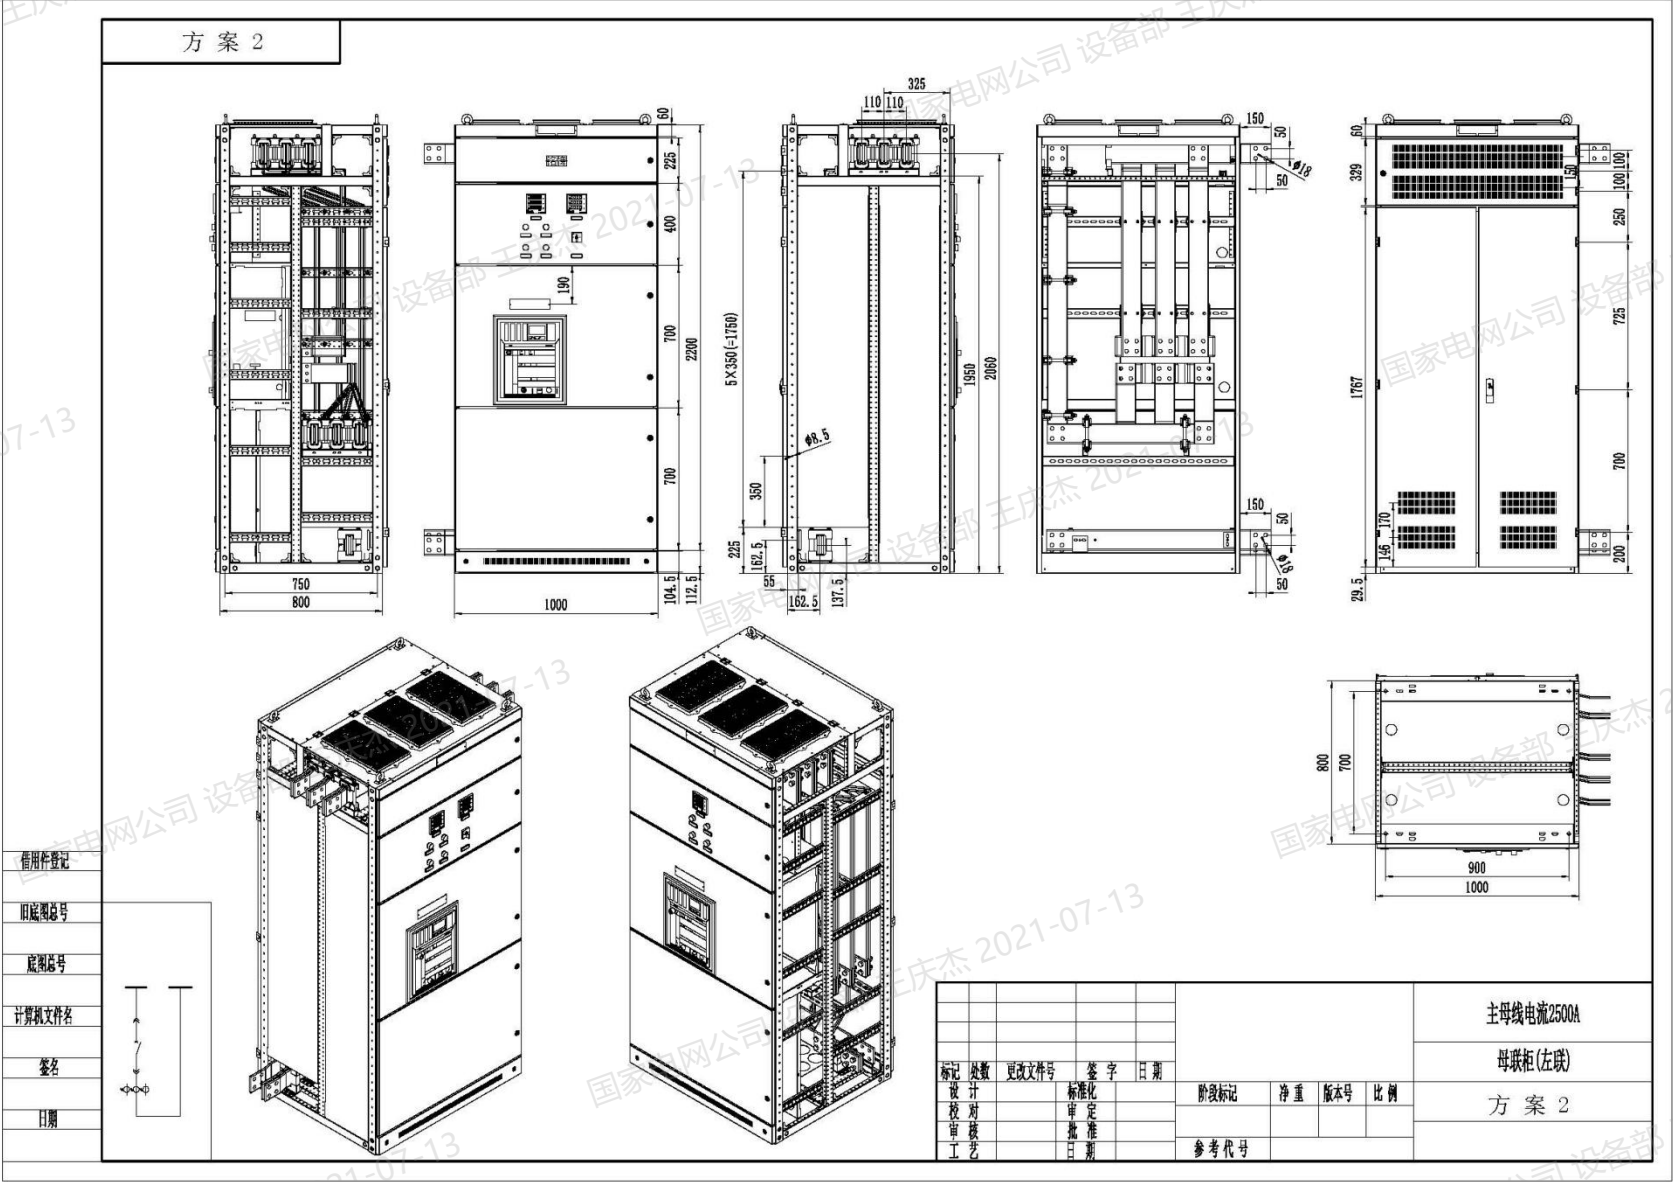 方 案 2
325
110 110
60
225
400
190
700
2200
700
104.5
112.5
1000
750
800
5×350(=1750)
Φ8.5
350
225
162.5
55
162.5
137.5
1950
2060
150
50
Φ18
50
150
50
Φ18
50
60
329
1767
170
146
29.5
150
100
100
250
725
700
200
800
700
900
1000
借用件登记
旧底图总号
底图总号
计算机文件名
签名
日期
标记 处数 更改文件号 签 字 日 期
设 计 标准化
校 对 审 定
审 核 批 准
工 艺 日 期
阶段标记 净 重 版本号 比 例
参考代号
主母线电流2500A
母联柜(左联)
方 案 2
国家电网公司 设备部 王庆杰 2021-07-13